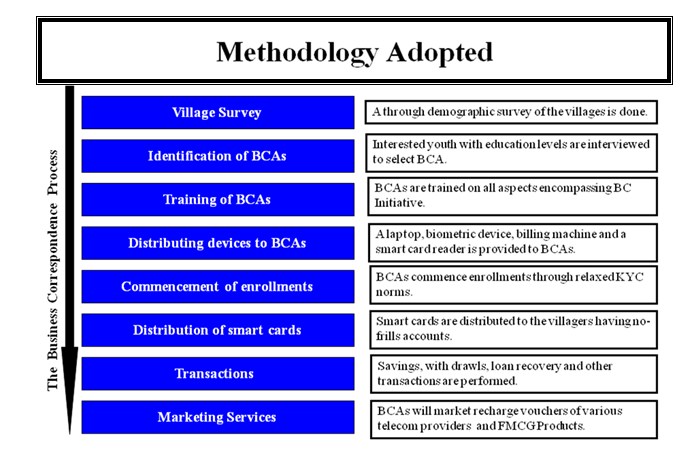 Methodology Adopted
The Business Correspondence Process
Village Survey
A through demographic survey of the villages is done.
Identification of BCAs
Interested youth with education levels are interviewed
to select BCA.
Training of BCAs
BCAs are trained on all aspects encompassing BC
Initiative.
Distributing devices to BCAs
A laptop, biometric device, billing machine and a
smart card reader is provided to BCAs.
Commencement of enrollments
BCAs commence enrollments through relaxed KYC
norms.
Distribution of smart cards
Smart cards are distributed to the villagers having no-
frills accounts.
Transactions
Savings, with drawls, loan recovery and other
transactions are performed.
Marketing Services
BCAs will market recharge vouchers of various
telecom providers and FMCG Products.